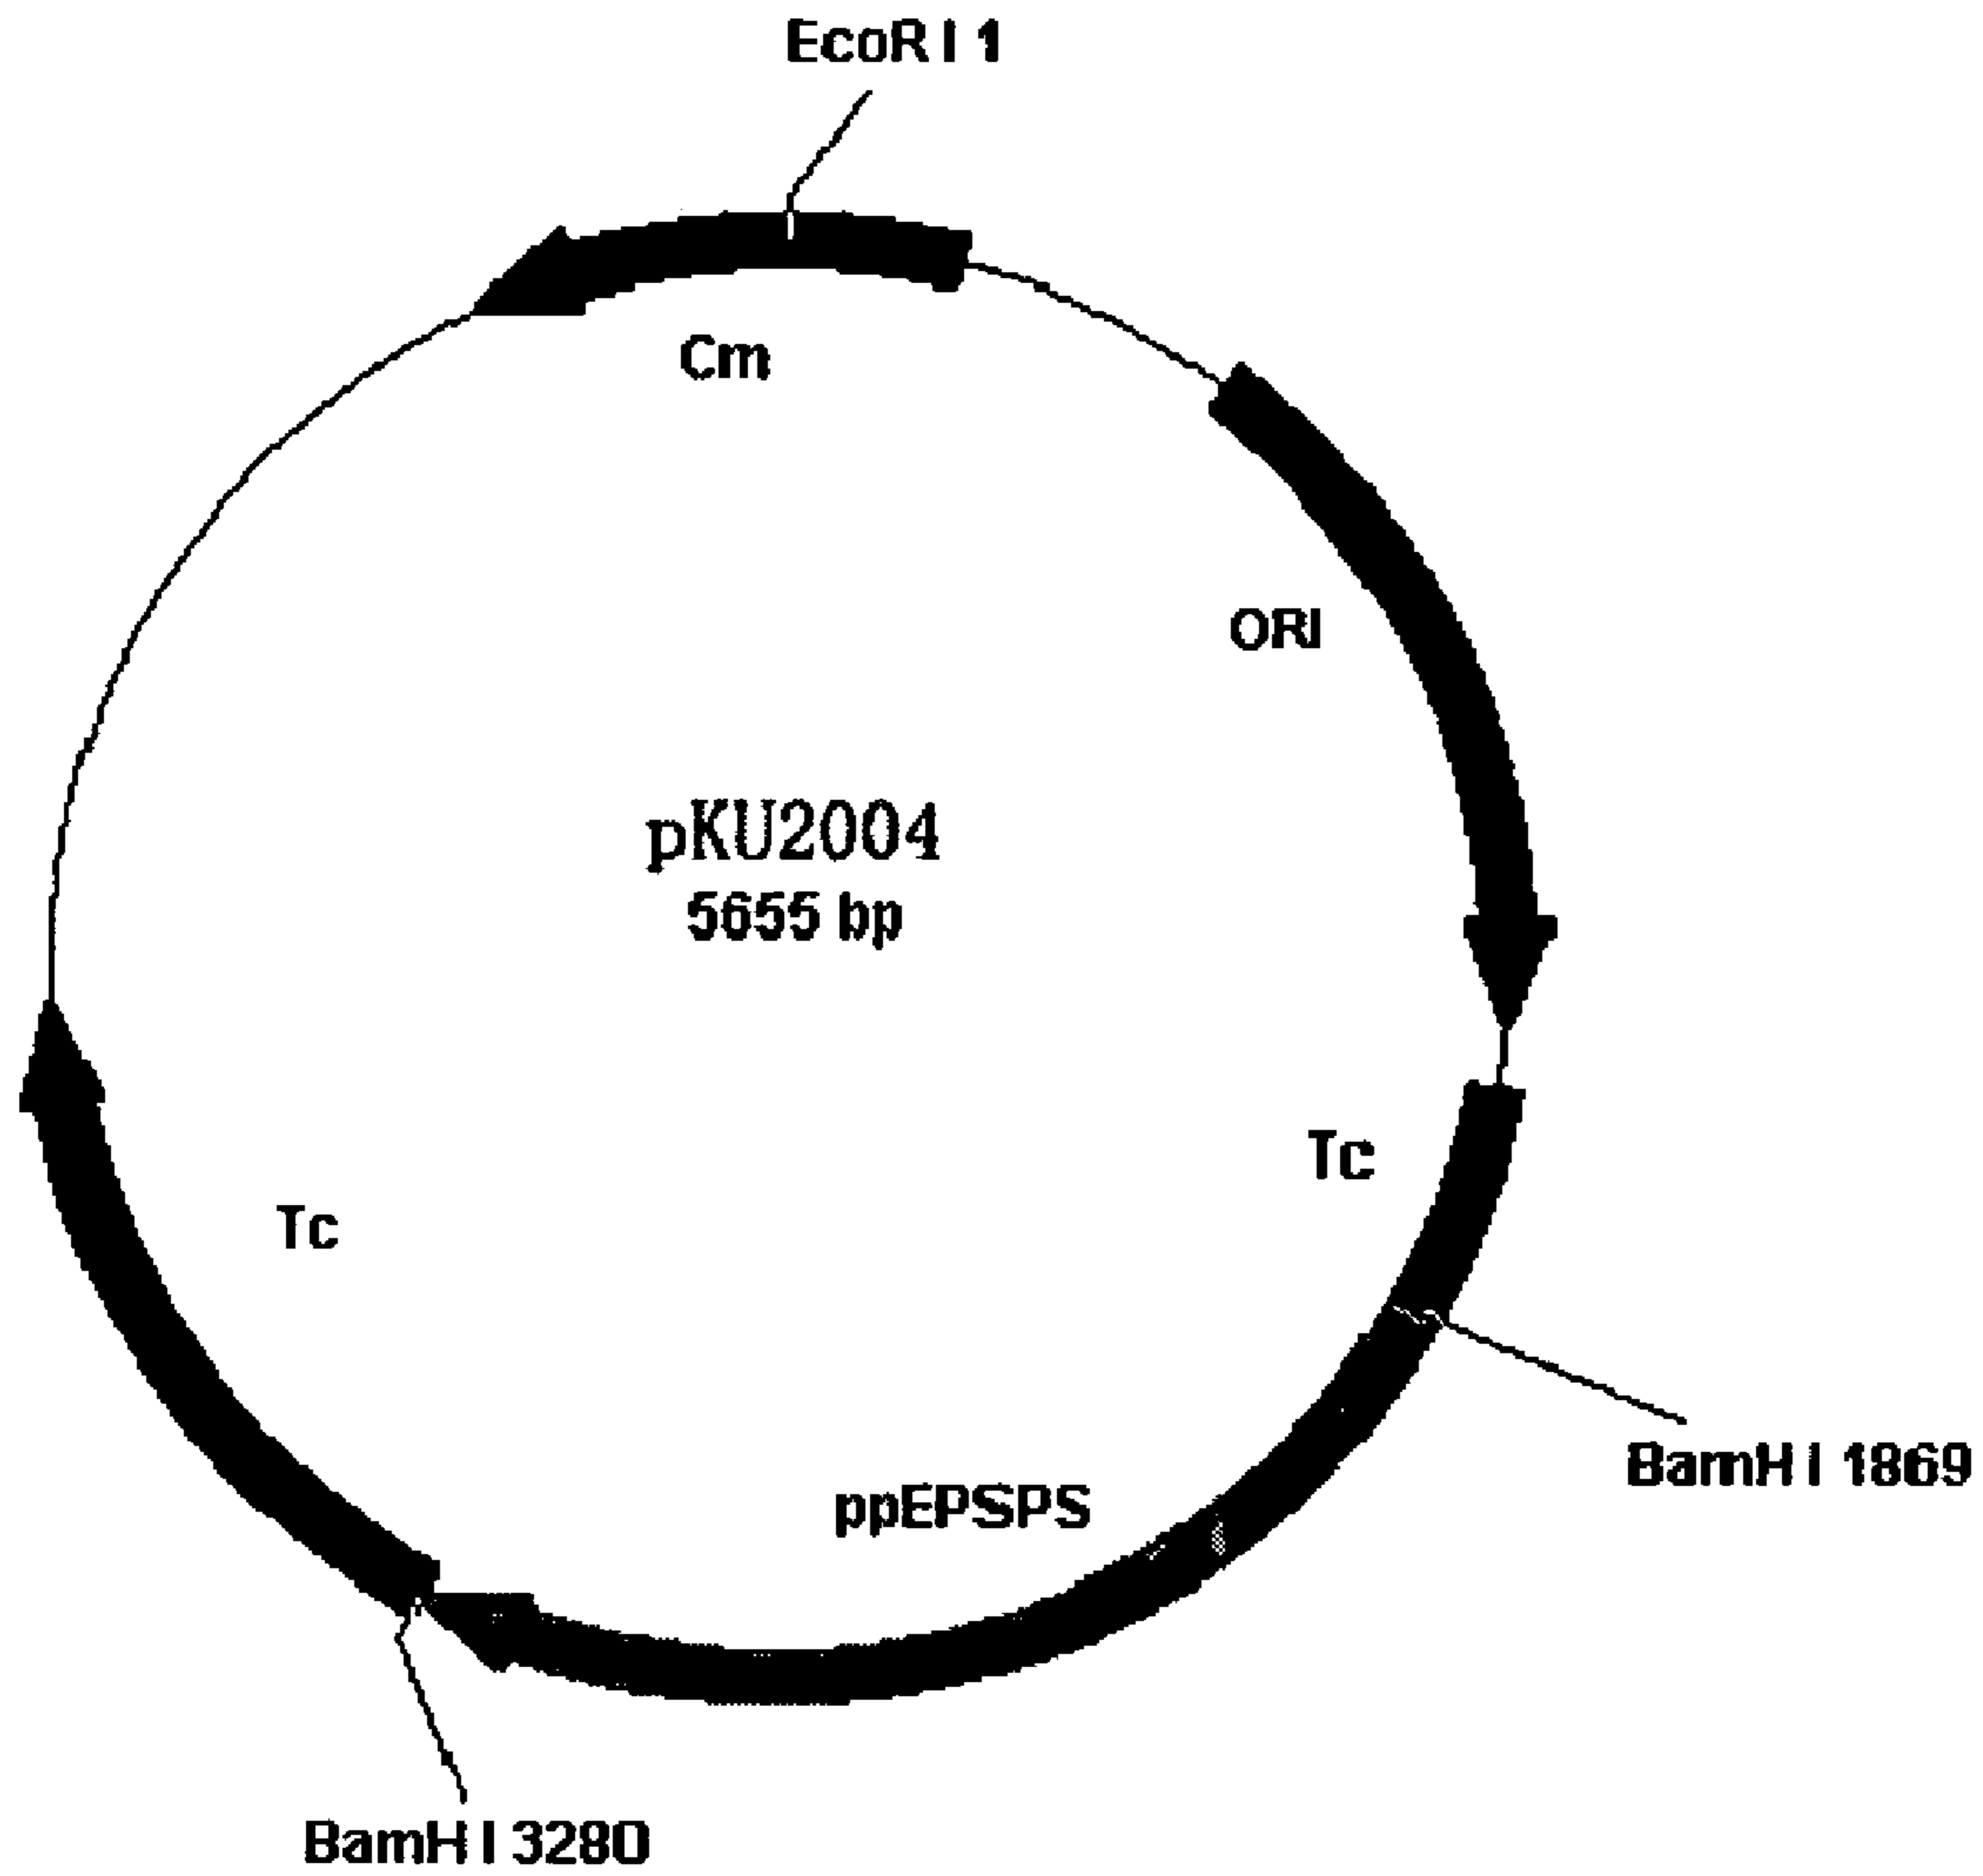 EcoR I 1
Cm
ORI
pKU2004
5655 bp
Tc
Tc
BamH I 1869
ppEPSPS
BamH I 3280